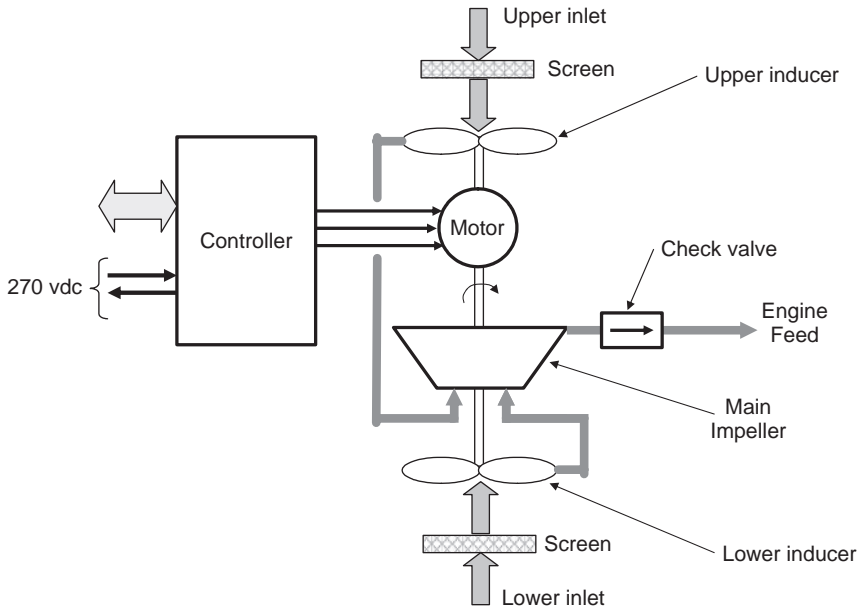 Upper inlet
Screen
Upper inducer
Controller
Motor
Check valve
270 vdc
Engine
Feed
Main
Impeller
Screen
Lower inducer
Lower inlet